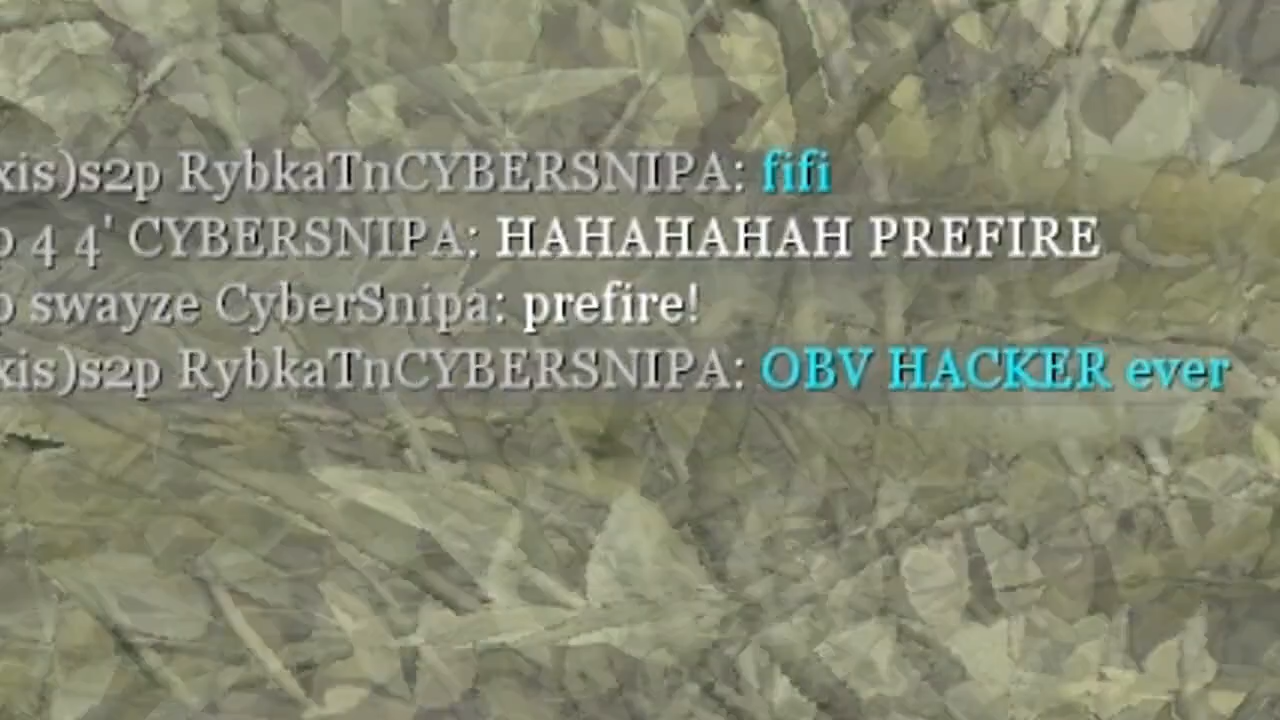 xis)s2p RybkaTnCYBERSNIPA: fifi
p 4 4' CYBERSNIPA: HAHAHAHAH PREFIRE
p swayze CyberSnipa: prefire!
xis)s2p RybkaTnCYBERSNIPA: OBV HACKER ever